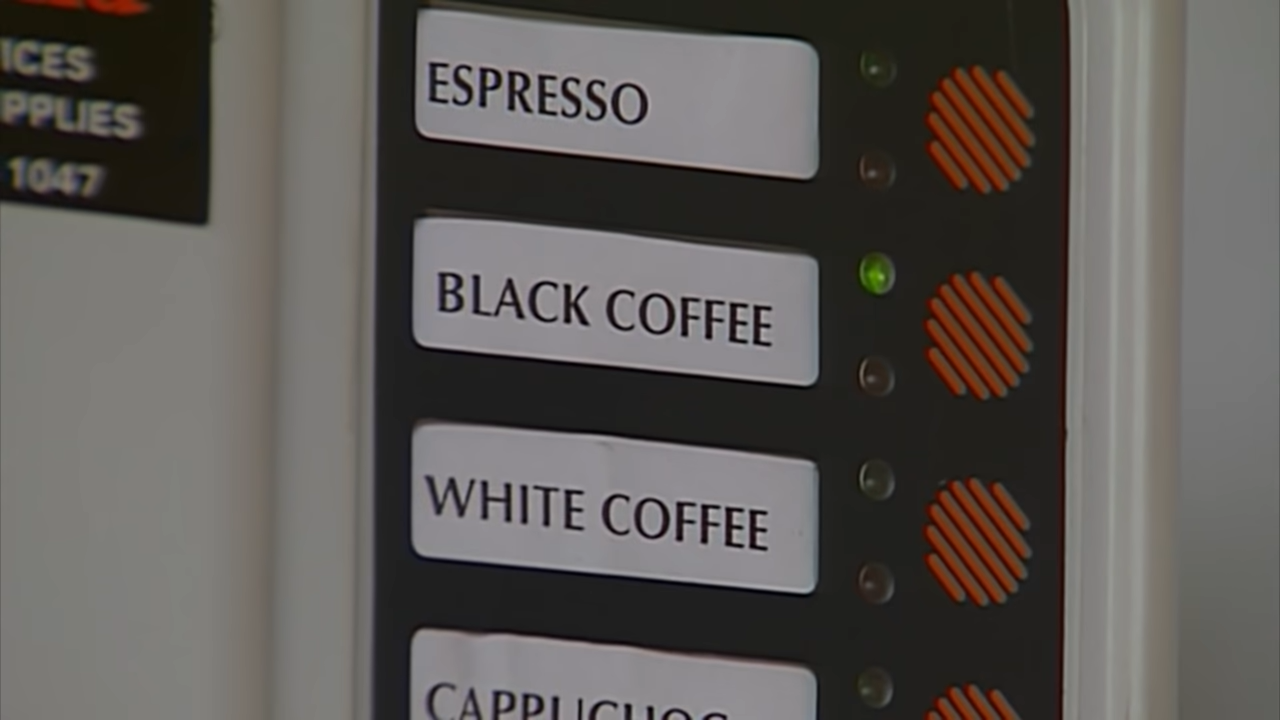 ICES
PPLIES
1047
ESPRESSO
BLACK COFFEE
WHITE COFFEE